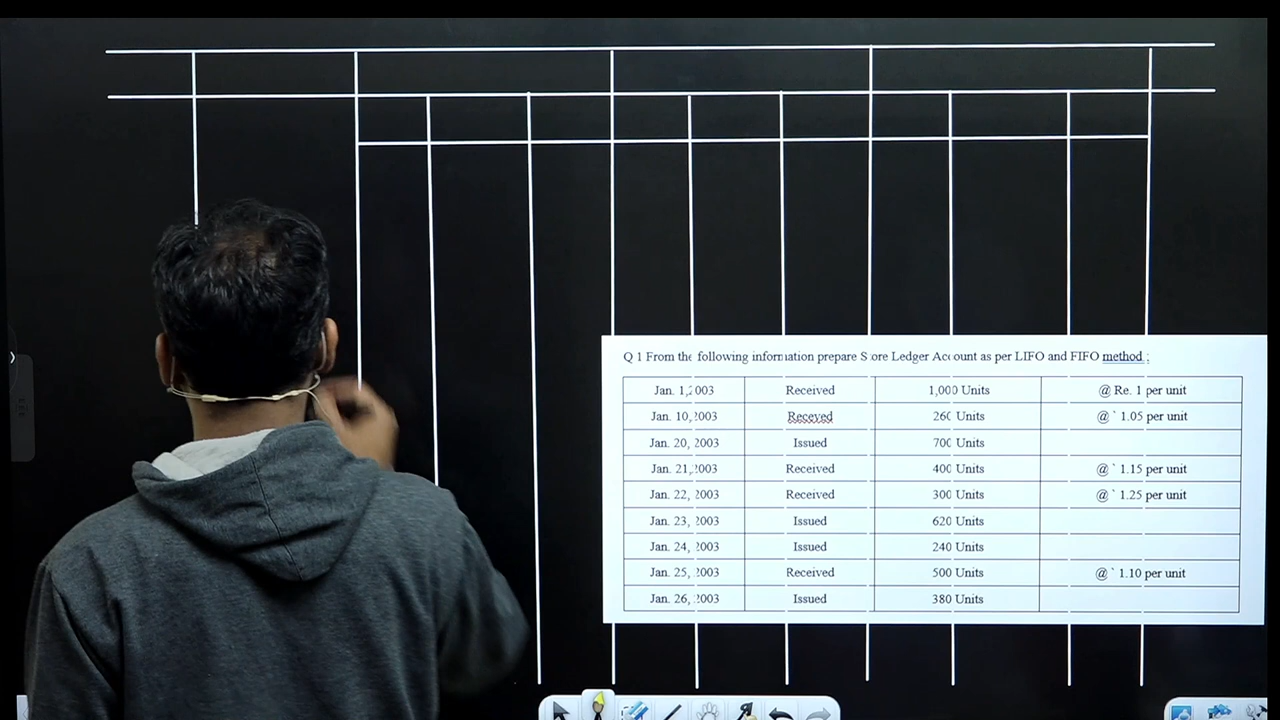 Q 1 From the following information prepare Store Ledger Account as per LIFO and FIFO method ;
Jan. 1,2003 Received 1,000 Units @ Re. 1 per unit
Jan. 10, 2003 Receved 260 Units @ ` 1.05 per unit
Jan. 20, 2003 Issued 700 Units
Jan. 21, 2003 Received 400 Units @ ` 1.15 per unit
Jan. 22, 2003 Received 300 Units @ ` 1.25 per unit
Jan. 23, 2003 Issued 620 Units
Jan. 24, 2003 Issued 240 Units
Jan. 25, 2003 Received 500 Units @ ` 1.10 per unit
Jan. 26, 2003 Issued 380 Units